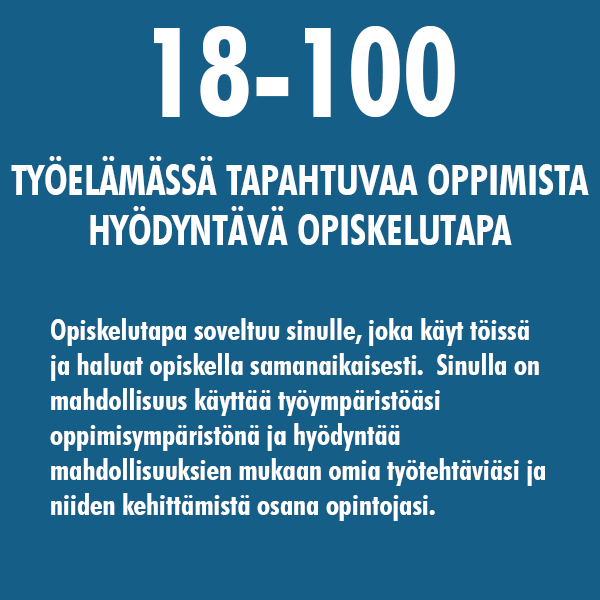 18-100
TYÖELÄMÄSSÄ TAPAHTUVAA OPPIMISTA
HYÖDYNTÄVÄ OPISKELUTAPA
Opiskelutapa soveltuu sinulle, joka käyt töissä
ja haluat opiskella samanaikaisesti.  Sinulla on
mahdollisuus käyttää työympäristöäsi
oppimisympäristönä ja hyödyntää
mahdollisuuksien mukaan omia työtehtäviäsi ja
niiden kehittämistä osana opintojasi.